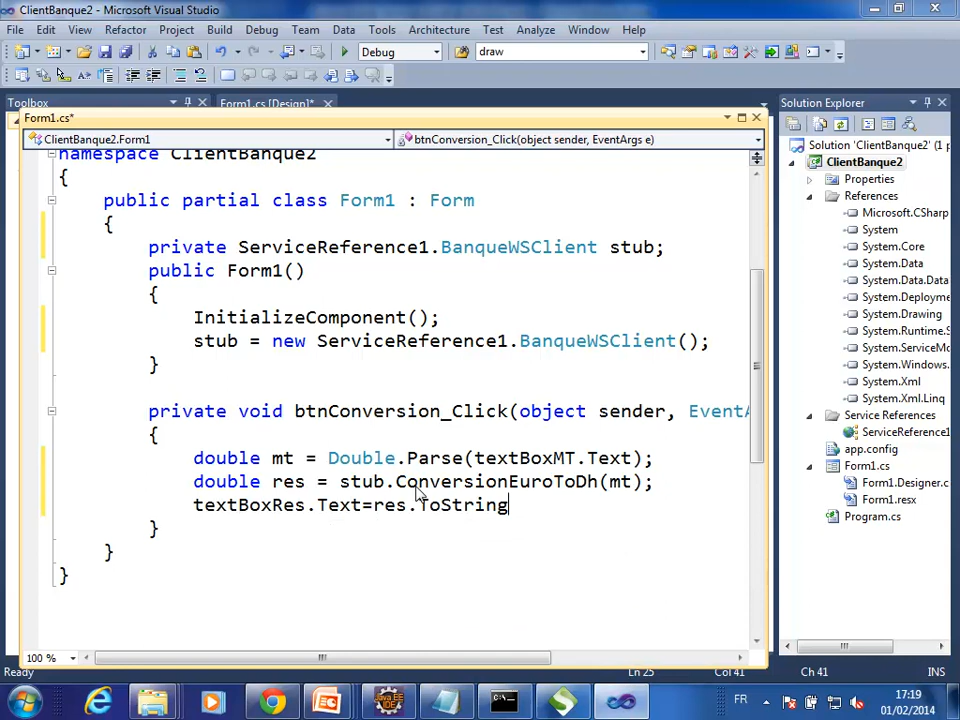 ClientBanque2 - Microsoft Visual Studio
File Edit View Refactor Project Build Debug Team Data Tools Architecture Test Analyze Window Help
Debug draw
Toolbox Form1.cs [Design]* Solution Explorer
Form1.cs*
ClientBanque2.Form1 btnConversion_Click(object sender, EventArgs e)
namespace ClientBanque2
{
public partial class Form1 : Form
{
private ServiceReference1.BanqueWSClient stub;
public Form1()
{
InitializeComponent();
stub = new ServiceReference1.BanqueWSClient();
}
private void btnConversion_Click(object sender, EventA
{
double mt = Double.Parse(textBoxMT.Text);
double res = stub.ConversionEuroToDh(mt);
textBoxRes.Text=res.ToString
}
}
}
Solution 'ClientBanque2' (1 p
ClientBanque2
Properties
References
Microsoft.CSharp
System
System.Core
System.Data
System.Data.Data
System.Deployme
System.Drawing
System.Runtime.S
System.ServiceMo
System.Windows.
System.Xml
System.Xml.Linq
Service References
ServiceReference1
app.config
Form1.cs
Form1.Designer.c
Form1.resx
Program.cs
100 %
Ready Ln 25 Col 41 Ch 41 INS
FR 17:19
01/02/2014